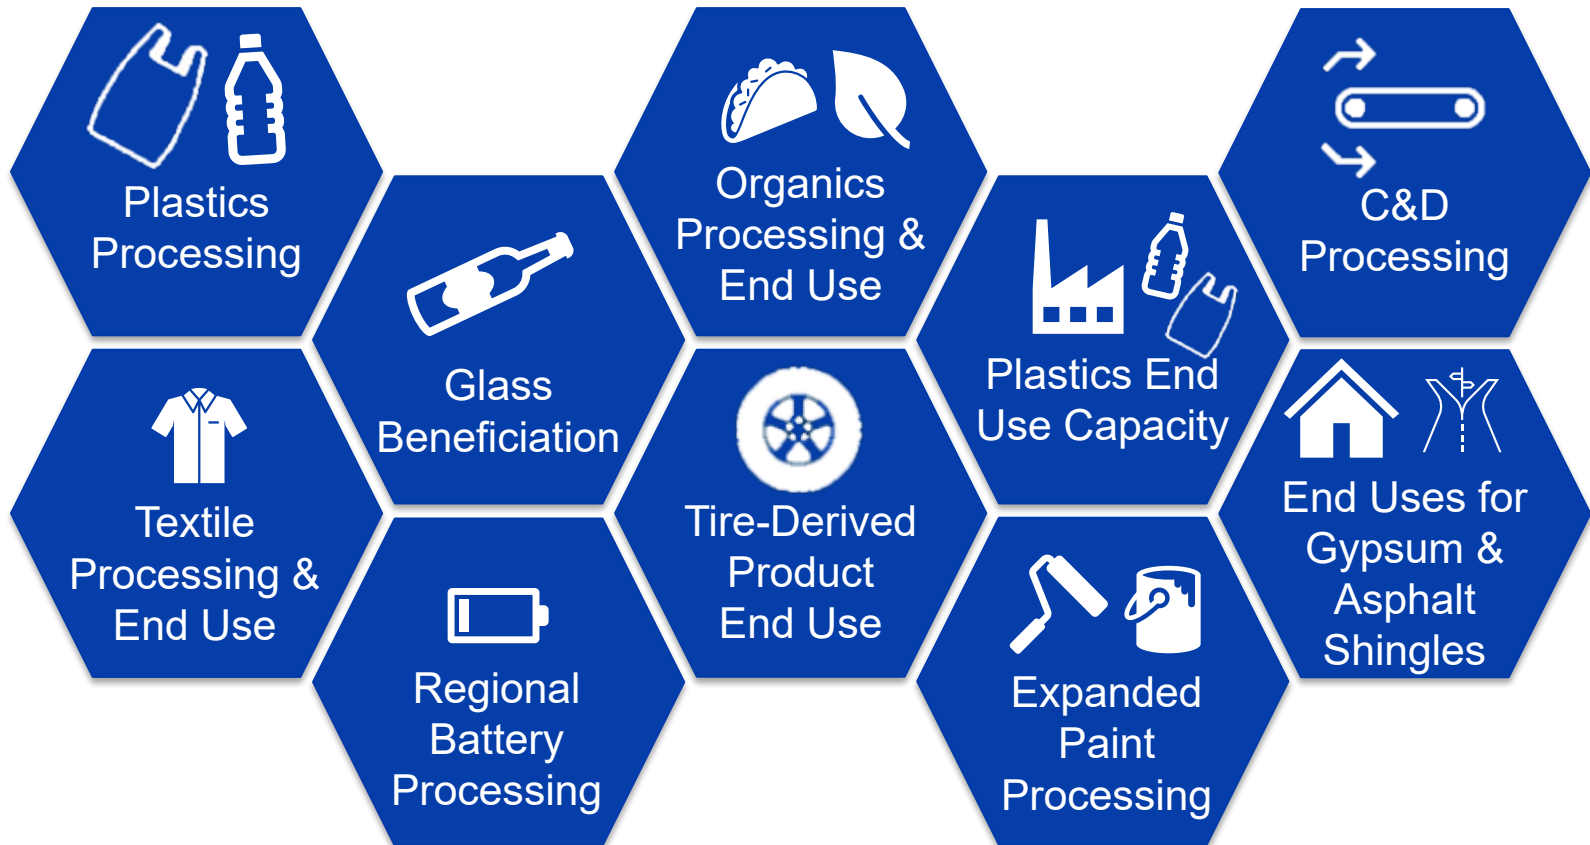 Plastics
Processing
Organics
Processing &
End Use
C&D
Processing
Glass
Beneficiation
Plastics End
Use Capacity
Textile
Processing &
End Use
Tire-Derived
Product
End Use
End Uses for
Gypsum &
Asphalt
Shingles
Regional
Battery
Processing
Expanded
Paint
Processing